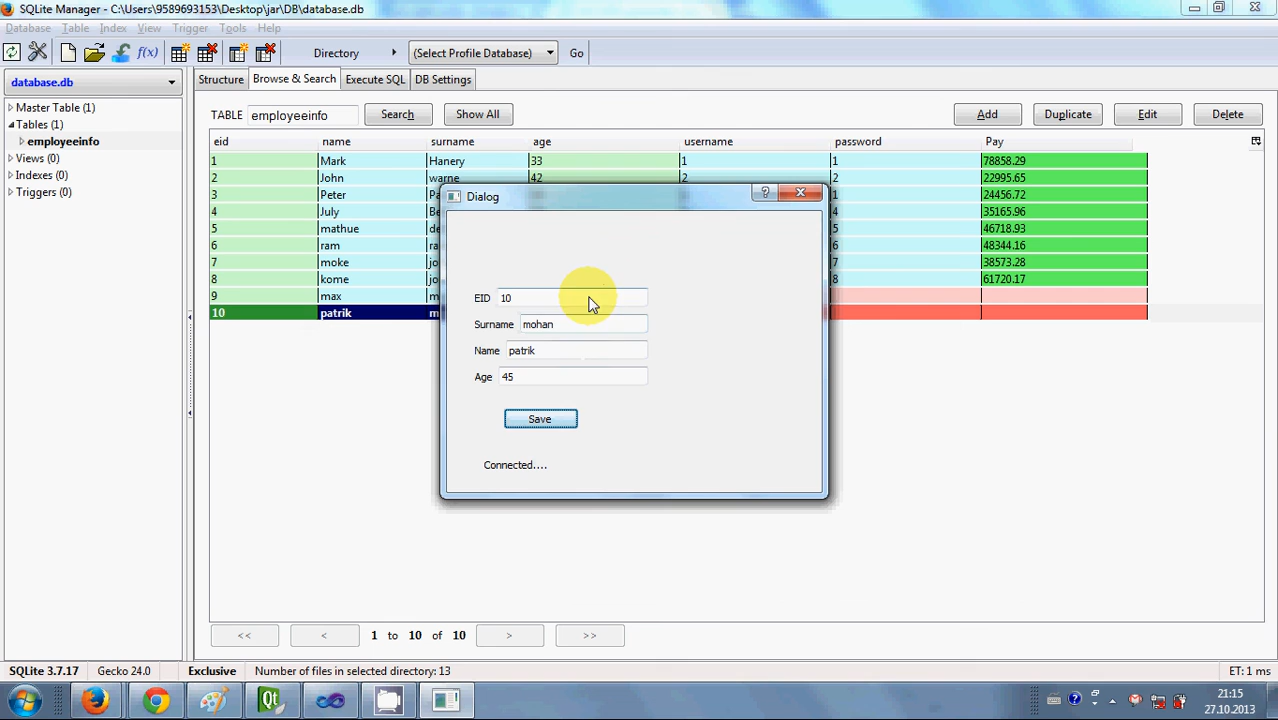 SQLite Manager - C:\Users\9589693153\Desktop\jar\DB\database.db
Database Table Index View Trigger Tools Help
f(x) Directory (Select Profile Database) Go
database.db
Structure Browse & Search Execute SQL DB Settings
Master Table (1)
Tables (1)
employeeinfo
Views (0)
Indexes (0)
Triggers (0)
TABLE employeeinfo Search Show All Add Duplicate Edit Delete
eid name surname age username password Pay
1 Mark Hanery 33 1 1 78858.29
2 John warne 42 2 2 22995.65
3 Peter 1 24456.72
4 July 4 35165.96
5 mathue 5 46718.93
6 ram 6 48344.16
7 moke 7 38573.28
8 kome 8 61720.17
9 max
10 patrik
Dialog
EID 10
Surname mohan
Name patrik
Age 45
Save
Connected....
<< < 1 to 10 of 10 > >>
SQLite 3.7.17 Gecko 24.0 Exclusive Number of files in selected directory: 13 ET: 1 ms
21:15
27.10.2013